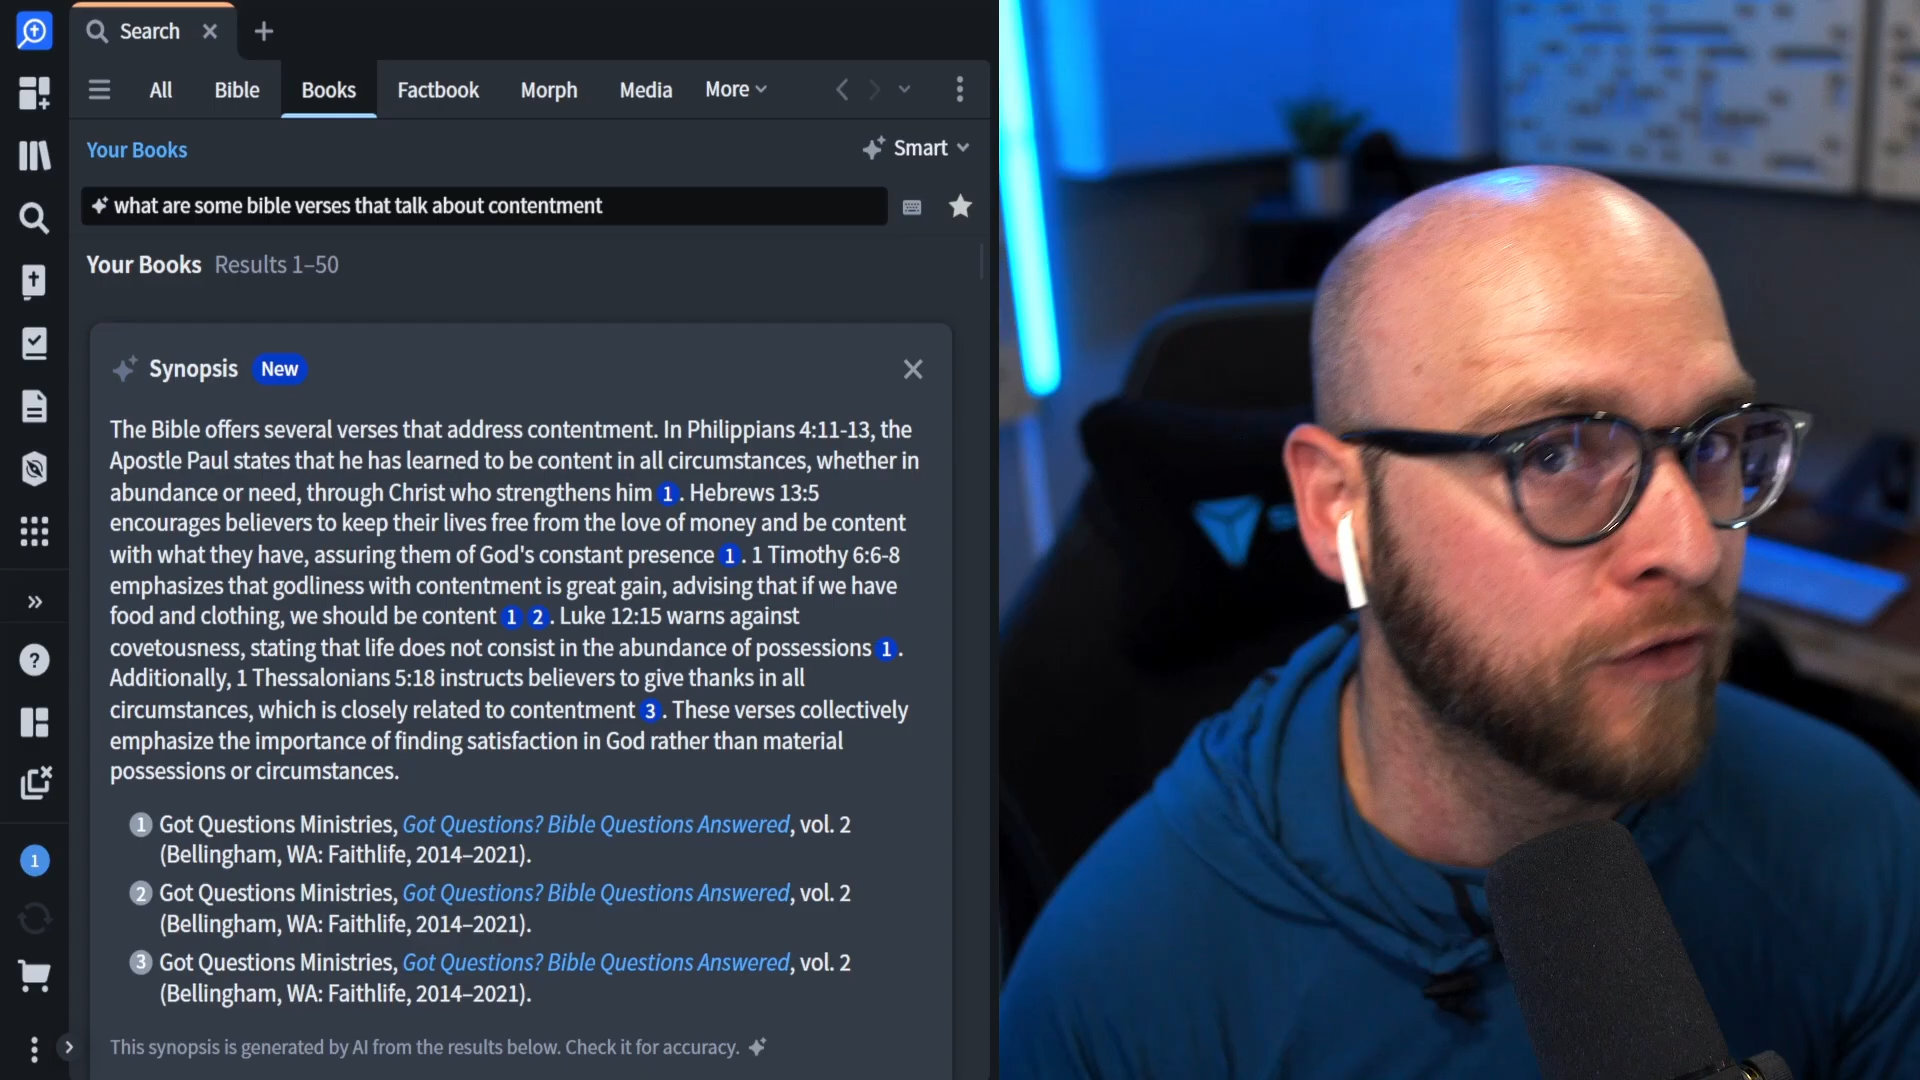 Search
All Bible Books Factbook Morph Media More
Your Books
Smart
what are some bible verses that talk about contentment
Your Books Results 1–50
Synopsis New
The Bible offers several verses that address contentment. In Philippians 4:11-13, the
Apostle Paul states that he has learned to be content in all circumstances, whether in
abundance or need, through Christ who strengthens him 1. Hebrews 13:5
encourages believers to keep their lives free from the love of money and be content
with what they have, assuring them of God's constant presence 1. 1 Timothy 6:6-8
emphasizes that godliness with contentment is great gain, advising that if we have
food and clothing, we should be content 1 2. Luke 12:15 warns against
covetousness, stating that life does not consist in the abundance of possessions 1.
Additionally, 1 Thessalonians 5:18 instructs believers to give thanks in all
circumstances, which is closely related to contentment 3. These verses collectively
emphasize the importance of finding satisfaction in God rather than material
possessions or circumstances.
1 Got Questions Ministries, Got Questions? Bible Questions Answered, vol. 2
(Bellingham, WA: Faithlife, 2014–2021).
2 Got Questions Ministries, Got Questions? Bible Questions Answered, vol. 2
(Bellingham, WA: Faithlife, 2014–2021).
3 Got Questions Ministries, Got Questions? Bible Questions Answered, vol. 2
(Bellingham, WA: Faithlife, 2014–2021).
This synopsis is generated by AI from the results below. Check it for accuracy.
1